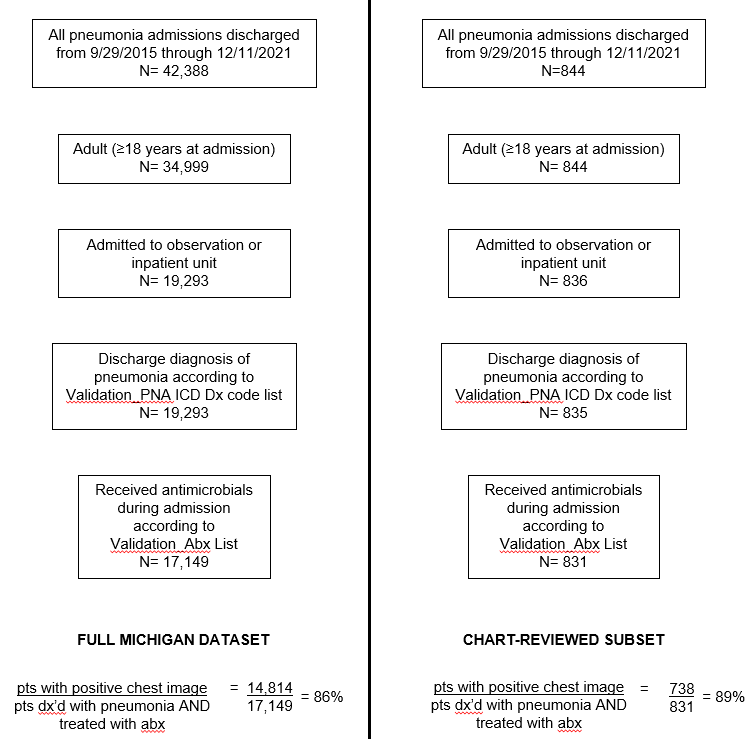 All pneumonia admissions discharged
from 9/29/2015 through 12/11/2021
N= 42,388
Adult (≥18 years at admission)
N= 34,999
Admitted to observation or
inpatient unit
N= 19,293
Discharge diagnosis of
pneumonia according to
Validation_PNA ICD Dx code list
N= 19,293
Received antimicrobials
during admission
according to
Validation_Abx List
N= 17,149
FULL MICHIGAN DATASET
pts with positive chest image = 14,814 = 86%
pts dx'd with pneumonia AND 17,149
treated with abx
All pneumonia admissions discharged
from 9/29/2015 through 12/11/2021
N=844
Adult (≥18 years at admission)
N= 844
Admitted to observation or
inpatient unit
N= 836
Discharge diagnosis of
pneumonia according to
Validation_PNA ICD Dx code list
N= 835
Received antimicrobials
during admission
according to
Validation_Abx List
N= 831
CHART-REVIEWED SUBSET
pts with positive chest image = 738 = 89%
pts dx'd with pneumonia AND 831
treated with abx